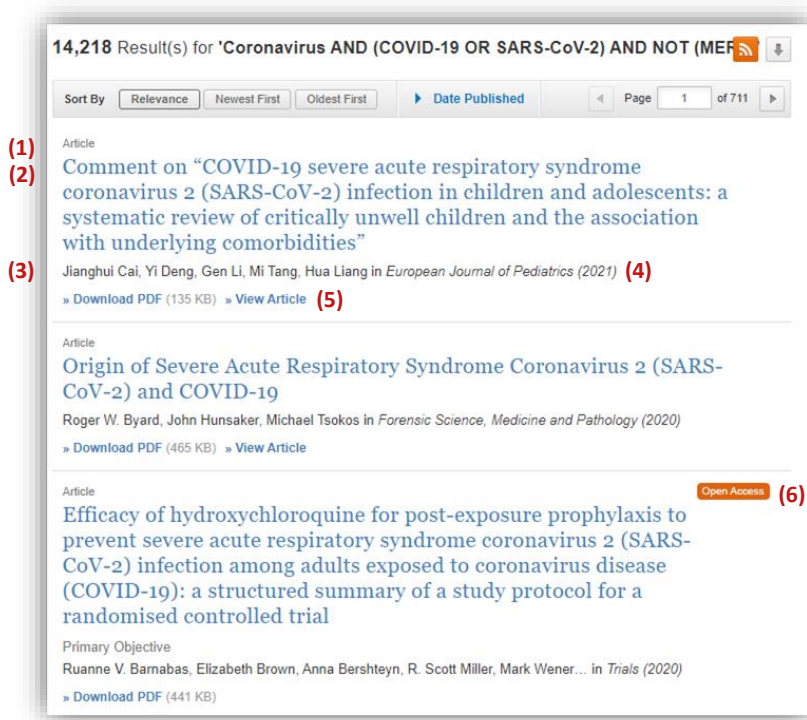 14,218 Result(s) for 'Coronavirus AND (COVID-19 OR SARS-CoV-2) AND NOT (MER
Sort By Relevance Newest First Oldest First Date Published Page 1 of 711
(1) Article
(2) Comment on “COVID-19 severe acute respiratory syndrome
coronavirus 2 (SARS-CoV-2) infection in children and adolescents: a
systematic review of critically unwell children and the association
with underlying comorbidities”
(3) Jianghui Cai, Yi Deng, Gen Li, Mi Tang, Hua Liang in European Journal of Pediatrics (2021) (4)
» Download PDF (135 KB) » View Article (5)
Article
Origin of Severe Acute Respiratory Syndrome Coronavirus 2 (SARS-
CoV-2) and COVID-19
Roger W. Byard, John Hunsaker, Michael Tsokos in Forensic Science, Medicine and Pathology (2020)
» Download PDF (465 KB) » View Article
Article Open Access (6)
Efficacy of hydroxychloroquine for post-exposure prophylaxis to
prevent severe acute respiratory syndrome coronavirus 2 (SARS-
CoV-2) infection among adults exposed to coronavirus disease
(COVID-19): a structured summary of a study protocol for a
randomised controlled trial
Primary Objective
Ruanne V. Barnabas, Elizabeth Brown, Anna Bershteyn, R. Scott Miller, Mark Wener… in Trials (2020)
» Download PDF (441 KB)